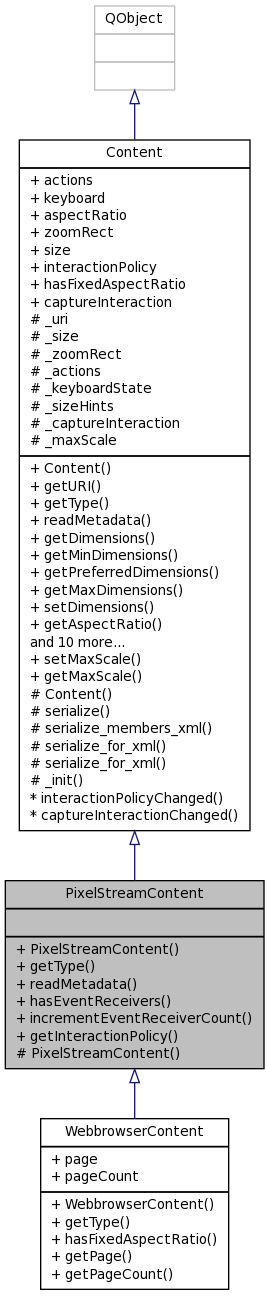 QObject
Content
+ actions
+ keyboard
+ aspectRatio
+ zoomRect
+ size
+ interactionPolicy
+ hasFixedAspectRatio
+ captureInteraction
# _uri
# _size
# _zoomRect
# _actions
# _keyboardState
# _sizeHints
# _captureInteraction
# _maxScale
+ Content()
+ getURI()
+ getType()
+ readMetadata()
+ getDimensions()
+ getMinDimensions()
+ getPreferredDimensions()
+ getMaxDimensions()
+ setDimensions()
+ getAspectRatio()
and 10 more...
+ setMaxScale()
+ getMaxScale()
# Content()
# serialize()
# serialize_members_xml()
# serialize_for_xml()
# serialize_for_xml()
# _init()
* interactionPolicyChanged()
* captureInteractionChanged()
PixelStreamContent
+ PixelStreamContent()
+ getType()
+ readMetadata()
+ hasEventReceivers()
+ incrementEventReceiverCount()
+ getInteractionPolicy()
# PixelStreamContent()
WebbrowserContent
+ page
+ pageCount
+ WebbrowserContent()
+ getType()
+ hasFixedAspectRatio()
+ getPage()
+ getPageCount()